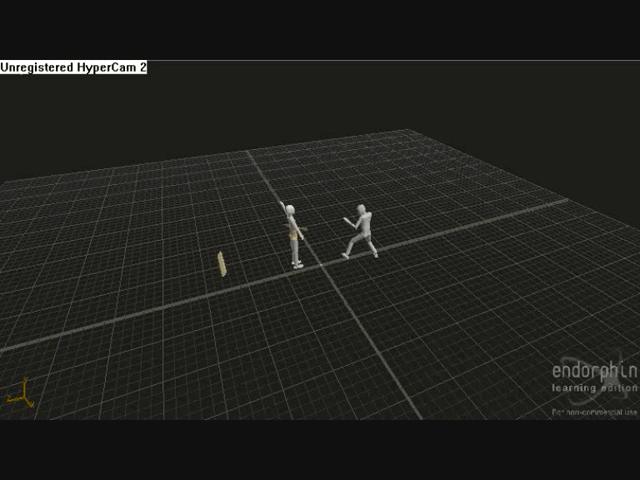 Unregistered HyperCam 2
endorphin
learning edition
For non-commercial use